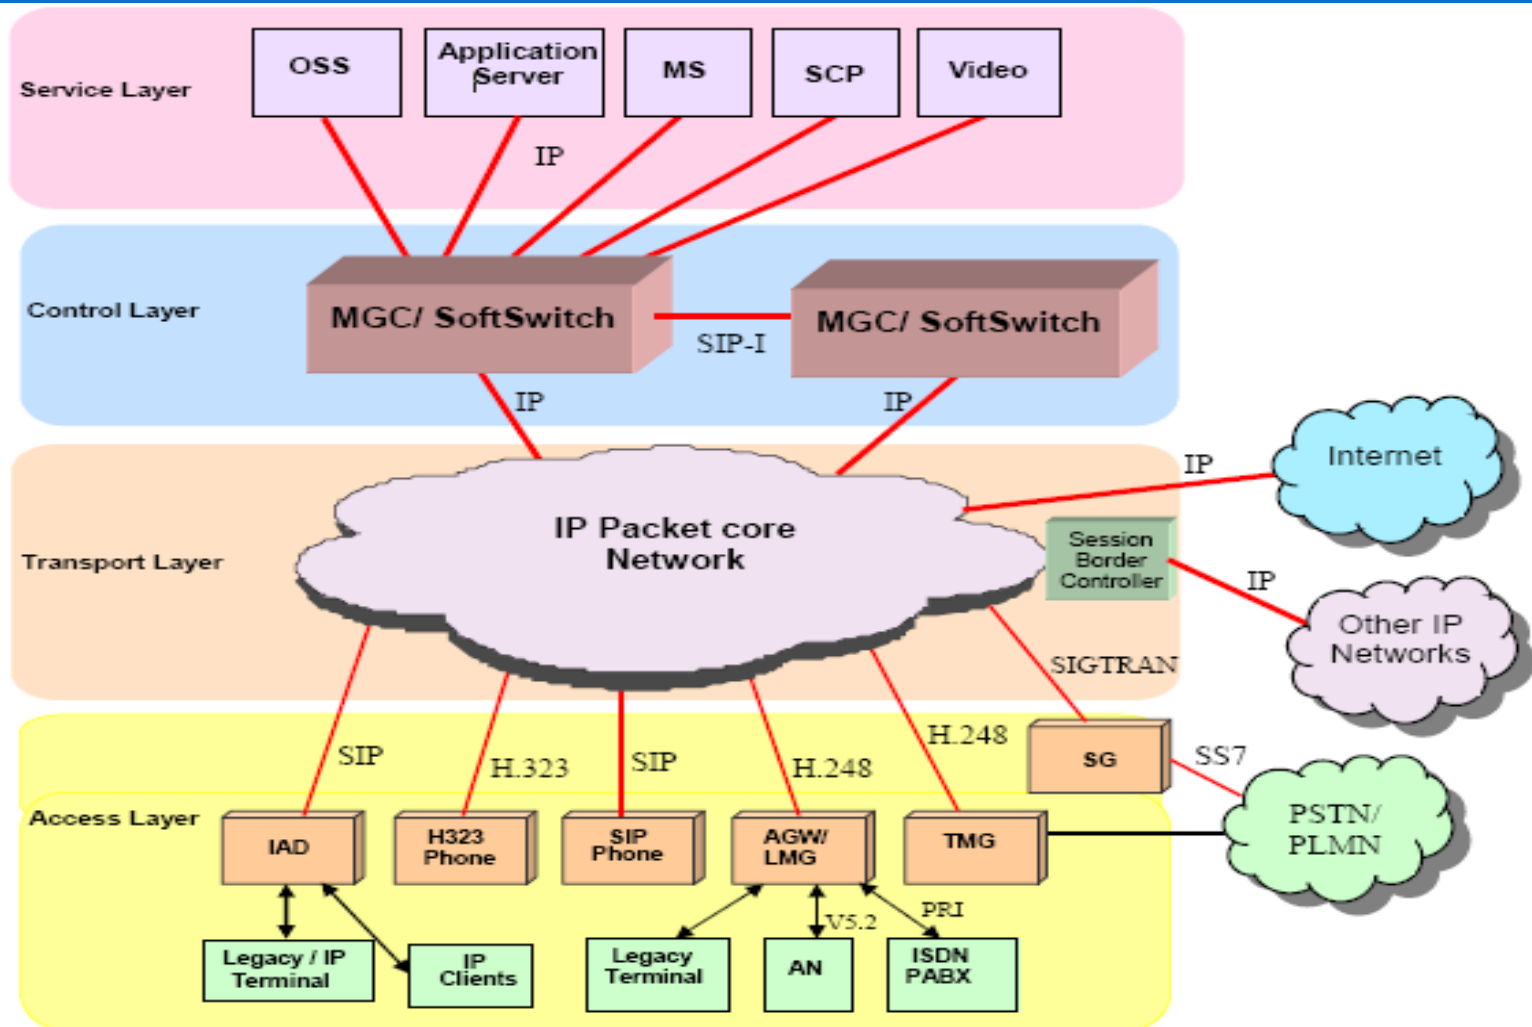 OSS
Application
Server
MS
SCP
Video
Service Layer
IP
Control Layer
MGC/ SoftSwitch
MGC/ SoftSwitch
SIP-I
IP
IP
Internet
IP
IP Packet core
Network
Transport Layer
Session
Border
Controller
IP
Other IP
Networks
SIGTRAN
SIP
H.323
SIP
H.248
H.248
SG
SS7
Access Layer
IAD
H323
Phone
SIP
Phone
AGW/
LMG
TMG
PSTN/
PLMN
V5.2
PRI
Legacy / IP
Terminal
IP
Clients
Legacy
Terminal
AN
ISDN
PABX